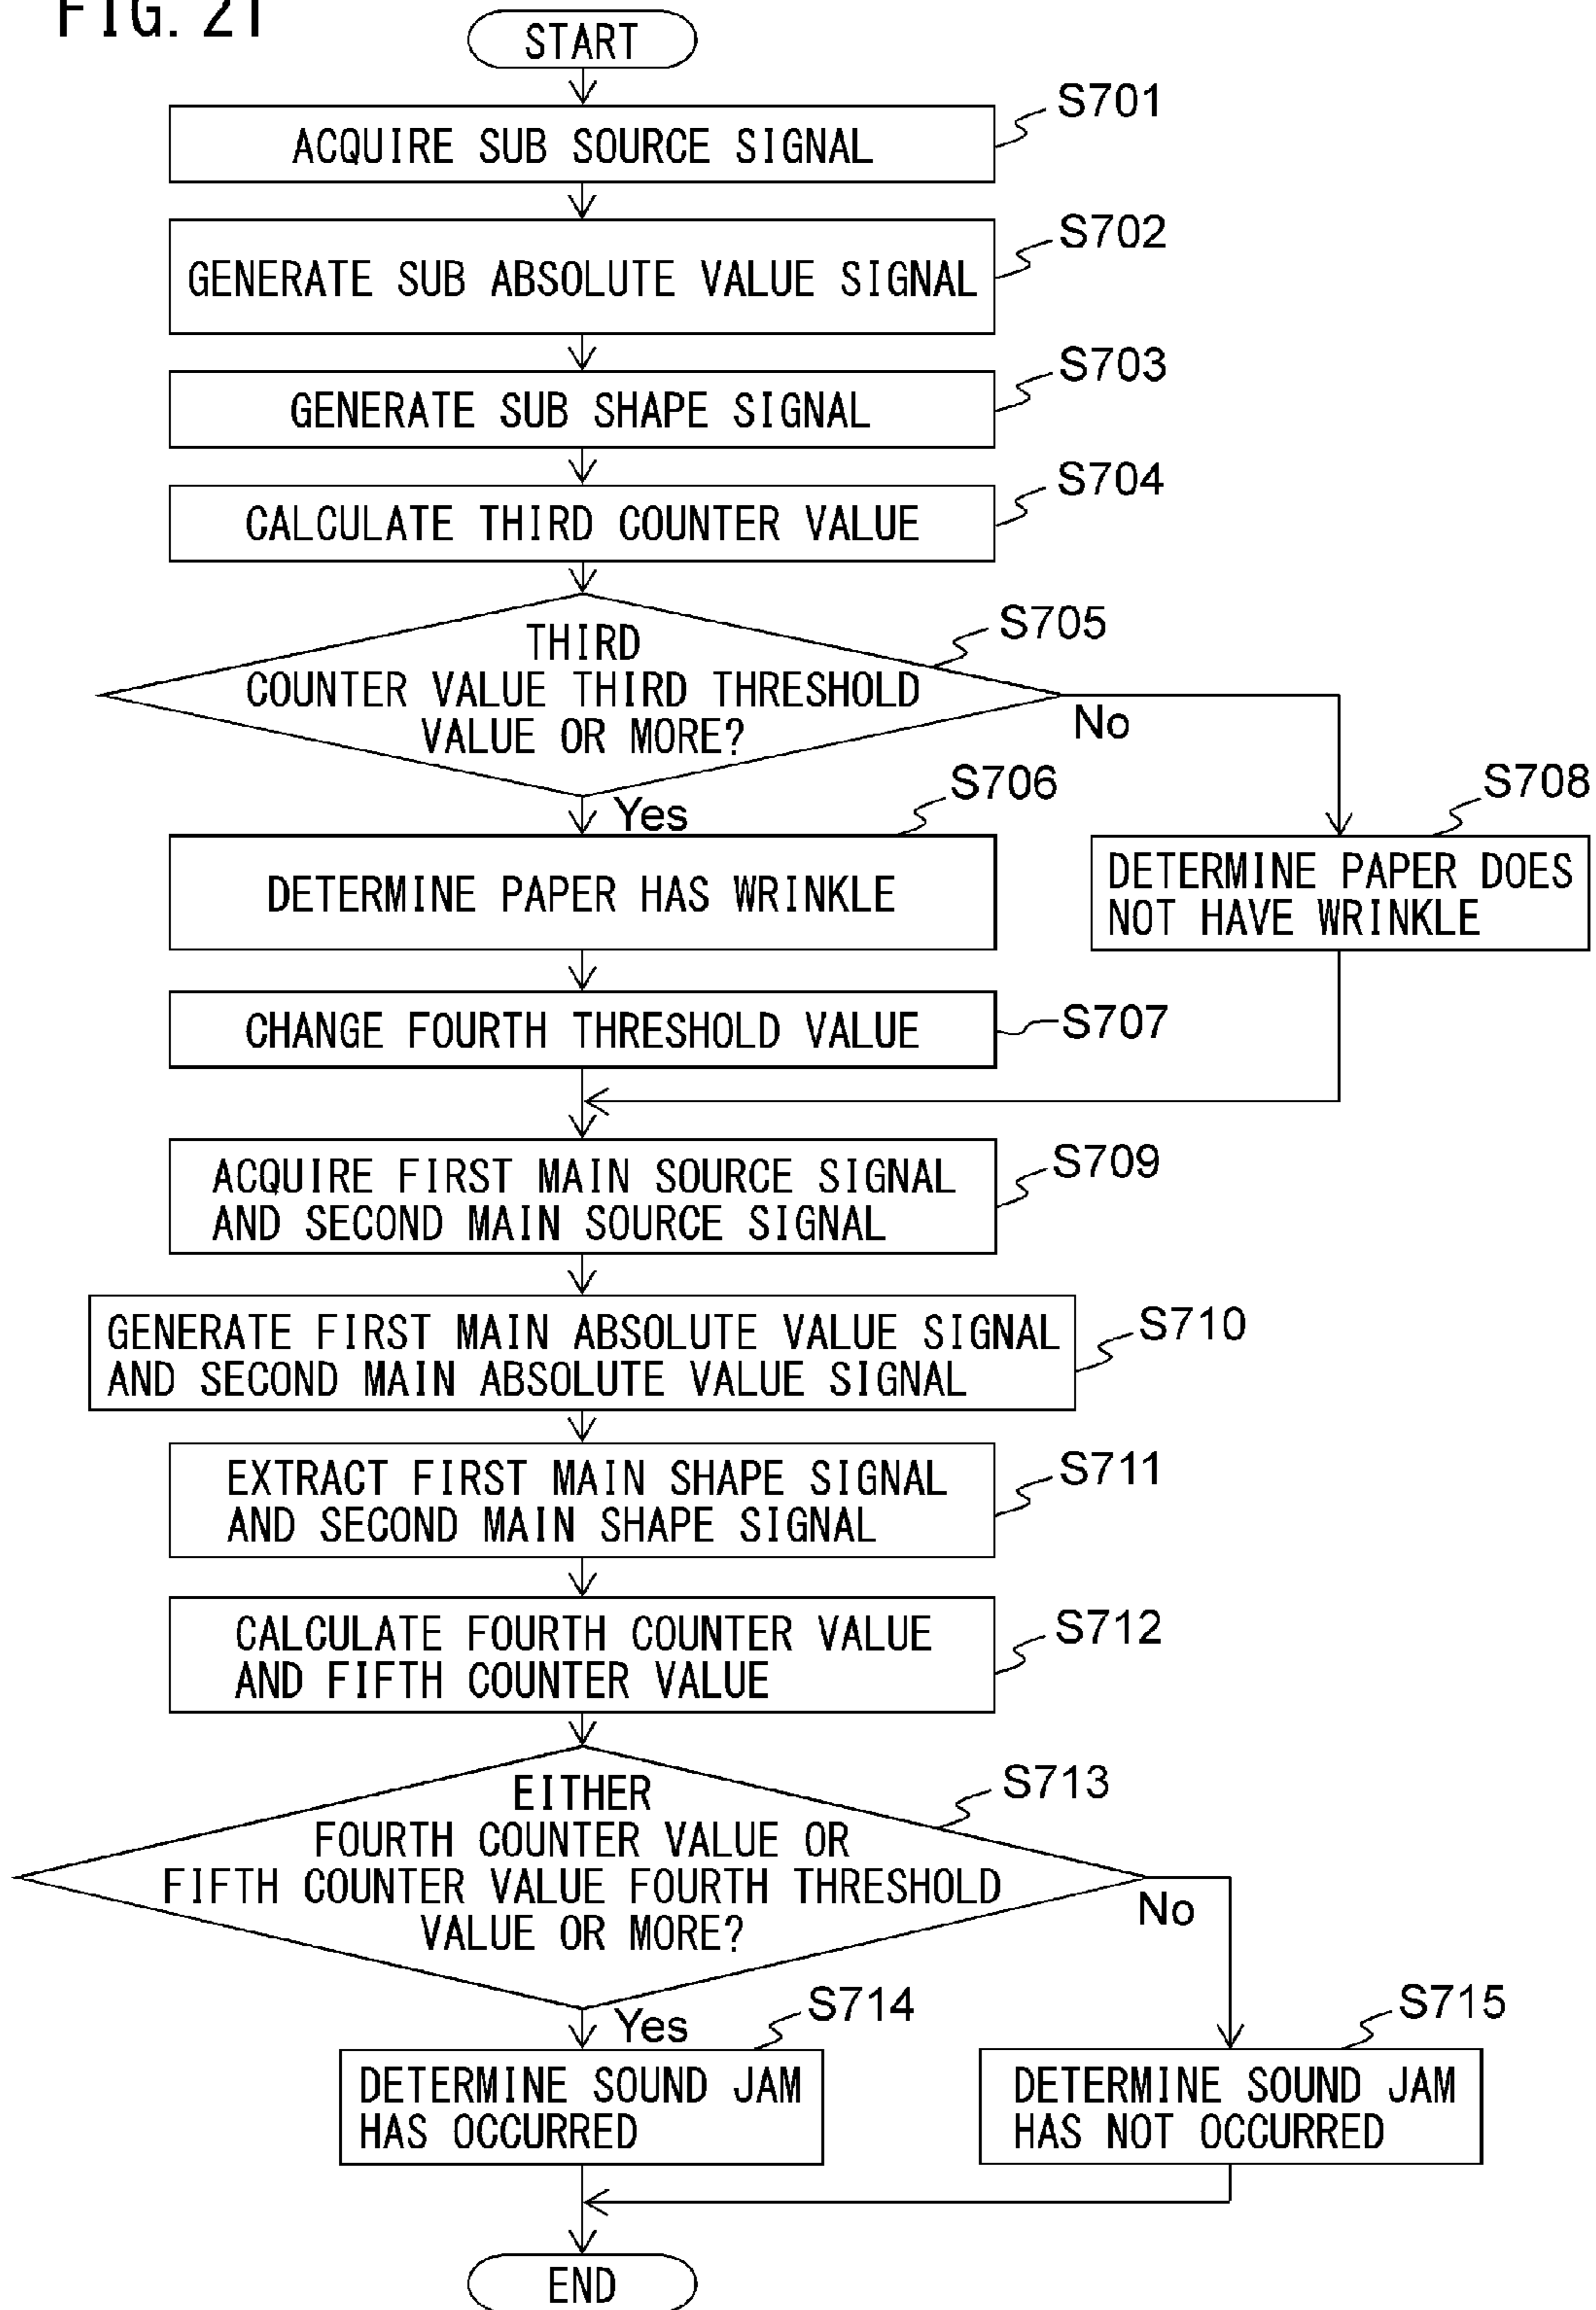 FIG. 21
START
S701
ACQUIRE SUB SOURCE SIGNAL
S702
GENERATE SUB ABSOLUTE VALUE SIGNAL
S703
GENERATE SUB SHAPE SIGNAL
S704
CALCULATE THIRD COUNTER VALUE
S705
THIRD
COUNTER VALUE THIRD THRESHOLD
VALUE OR MORE?
No
Yes
S706
DETERMINE PAPER HAS WRINKLE
S708
DETERMINE PAPER DOES
NOT HAVE WRINKLE
CHANGE FOURTH THRESHOLD VALUE
S707
S709
ACQUIRE FIRST MAIN SOURCE SIGNAL
AND SECOND MAIN SOURCE SIGNAL
S710
GENERATE FIRST MAIN ABSOLUTE VALUE SIGNAL
AND SECOND MAIN ABSOLUTE VALUE SIGNAL
S711
EXTRACT FIRST MAIN SHAPE SIGNAL
AND SECOND MAIN SHAPE SIGNAL
S712
CALCULATE FOURTH COUNTER VALUE
AND FIFTH COUNTER VALUE
S713
EITHER
FOURTH COUNTER VALUE OR
FIFTH COUNTER VALUE FOURTH THRESHOLD
VALUE OR MORE?
No
Yes
S714
DETERMINE SOUND JAM
HAS OCCURRED
S715
DETERMINE SOUND JAM
HAS NOT OCCURRED
END